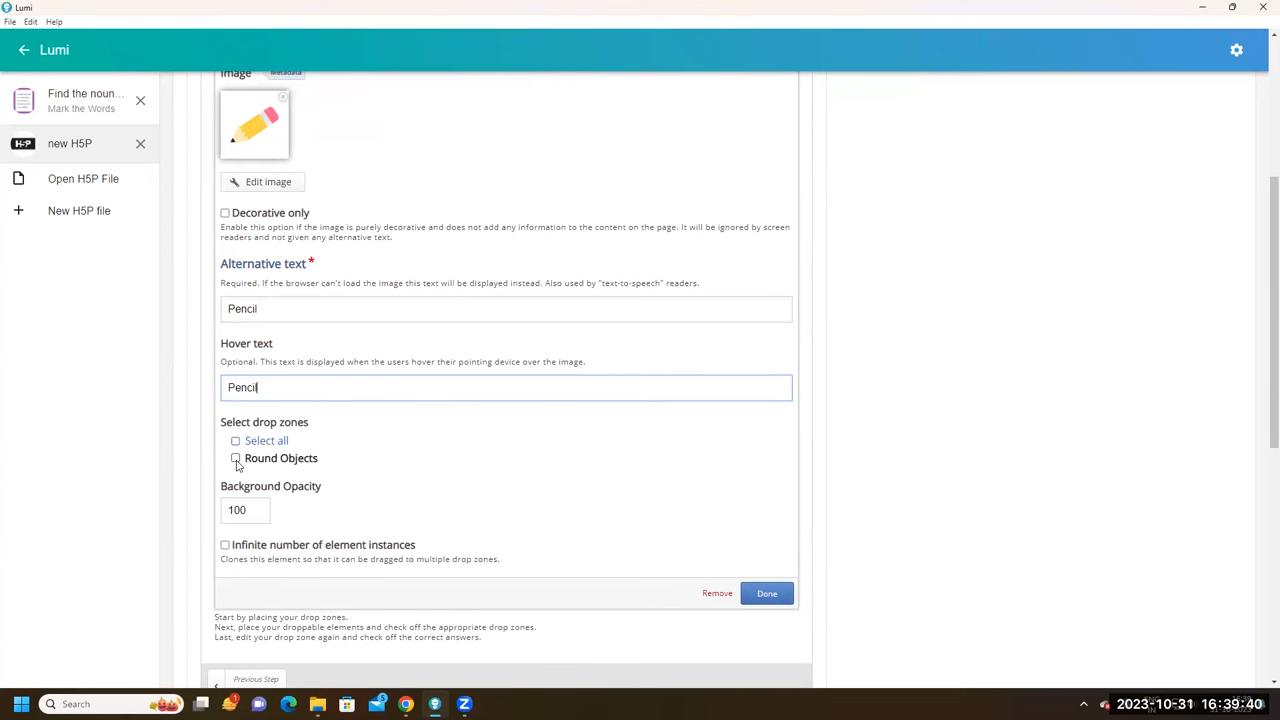 Lumi
File Edit Help
Lumi
Find the noun...
Mark the Words
H-P new H5P
Open H5P File
New H5P file
Image Metadata
Edit image
Decorative only
Enable this option if the image is purely decorative and does not add any information to the content on the page. It will be ignored by screen
readers and not given any alternative text.
Alternative text *
Required. If the browser can't load the image this text will be displayed instead. Also used by "text-to-speech" readers.
Pencil
Hover text
Optional. This text is displayed when the users hover their pointing device over the image.
Pencil
Select drop zones
Select all
Round Objects
Background Opacity
100
Infinite number of element instances
Clones this element so that it can be dragged to multiple drop zones.
Remove Done
Start by placing your drop zones.
Next, place your droppable elements and check off the appropriate drop zones.
Last, edit your drop zone again and check off the correct answers.
Previous Step
Search
2023-10-31 16:39:40